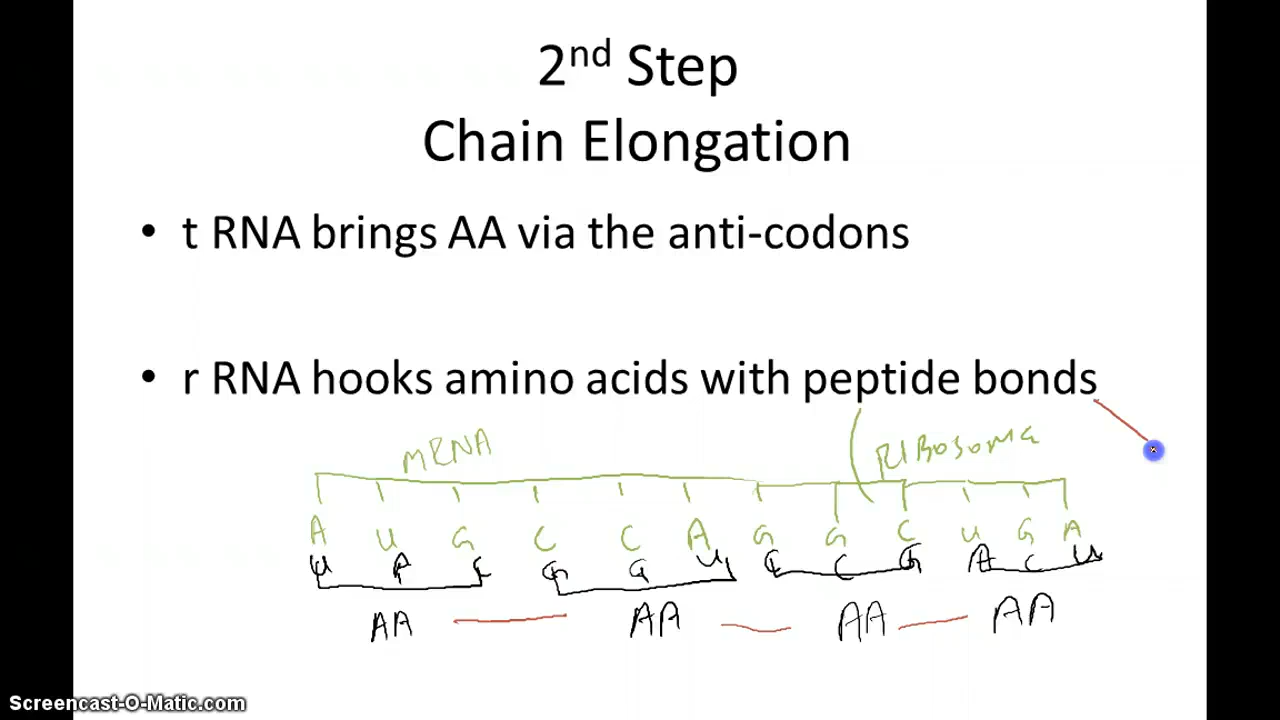 2nd Step
Chain Elongation
• t RNA brings AA via the anti-codons
• r RNA hooks amino acids with peptide bonds
MRNA RIBOSOMA
A U G C C A G G C U G A
U A C G G U C C G A C U
AA AA AA AA
Screencast-O-Matic.com